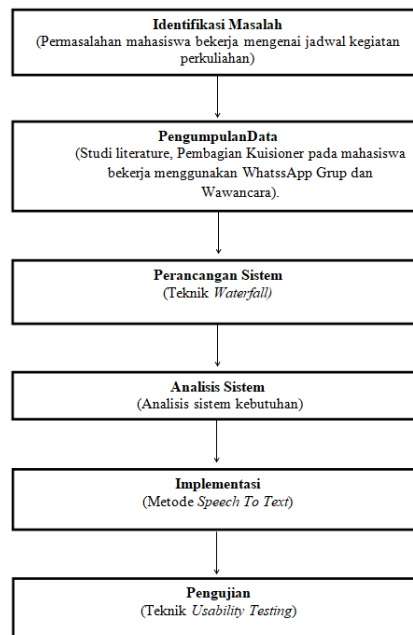 Identifikasi Masalah
(Permasalahan mahasiswa bekerja mengenai jadwal kegiatan
perkuliahan)
PengumpulanData
(Studi literature, Pembagian Kuisioner pada mahasiswa
bekerja menggunakan WhatssApp Grup dan
Wawancara).
Perancangan Sistem
(Teknik Waterfall)
Analisis Sistem
(Analisis sistem kebutuhan)
Implementasi
(Metode Speech To Text)
Pengujian
(Teknik Usability Testing)